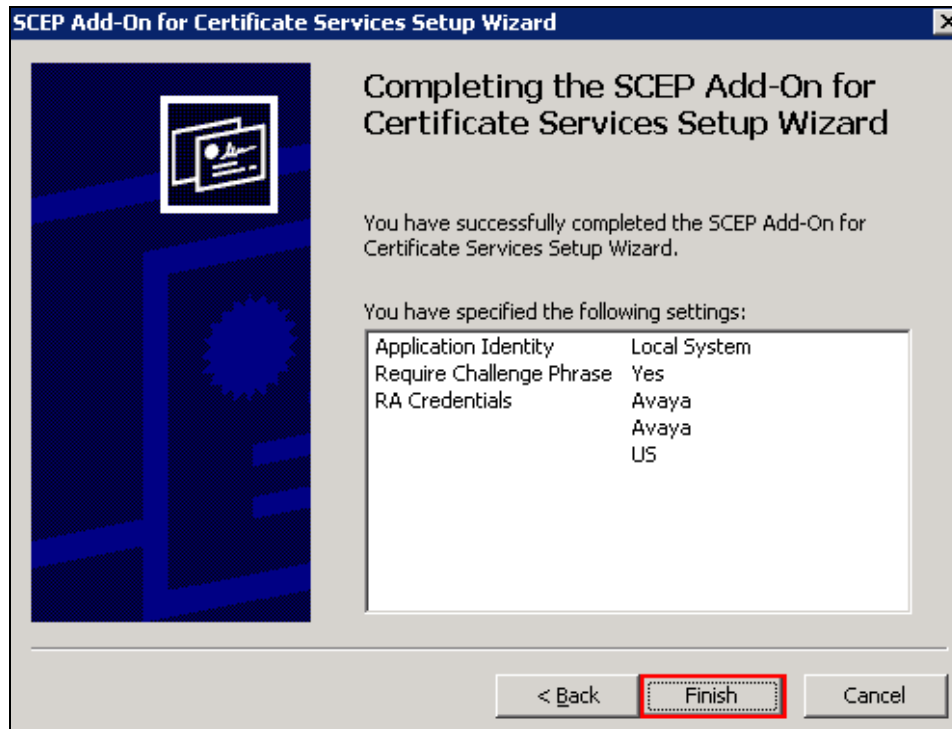 SCEP Add-On for Certificate Services Setup Wizard
Completing the SCEP Add-On for
Certificate Services Setup Wizard
You have successfully completed the SCEP Add-On for
Certificate Services Setup Wizard.
You have specified the following settings:
Application Identity Local System
Require Challenge Phrase Yes
RA Credentials Avaya
Avaya
US
< Back Finish Cancel